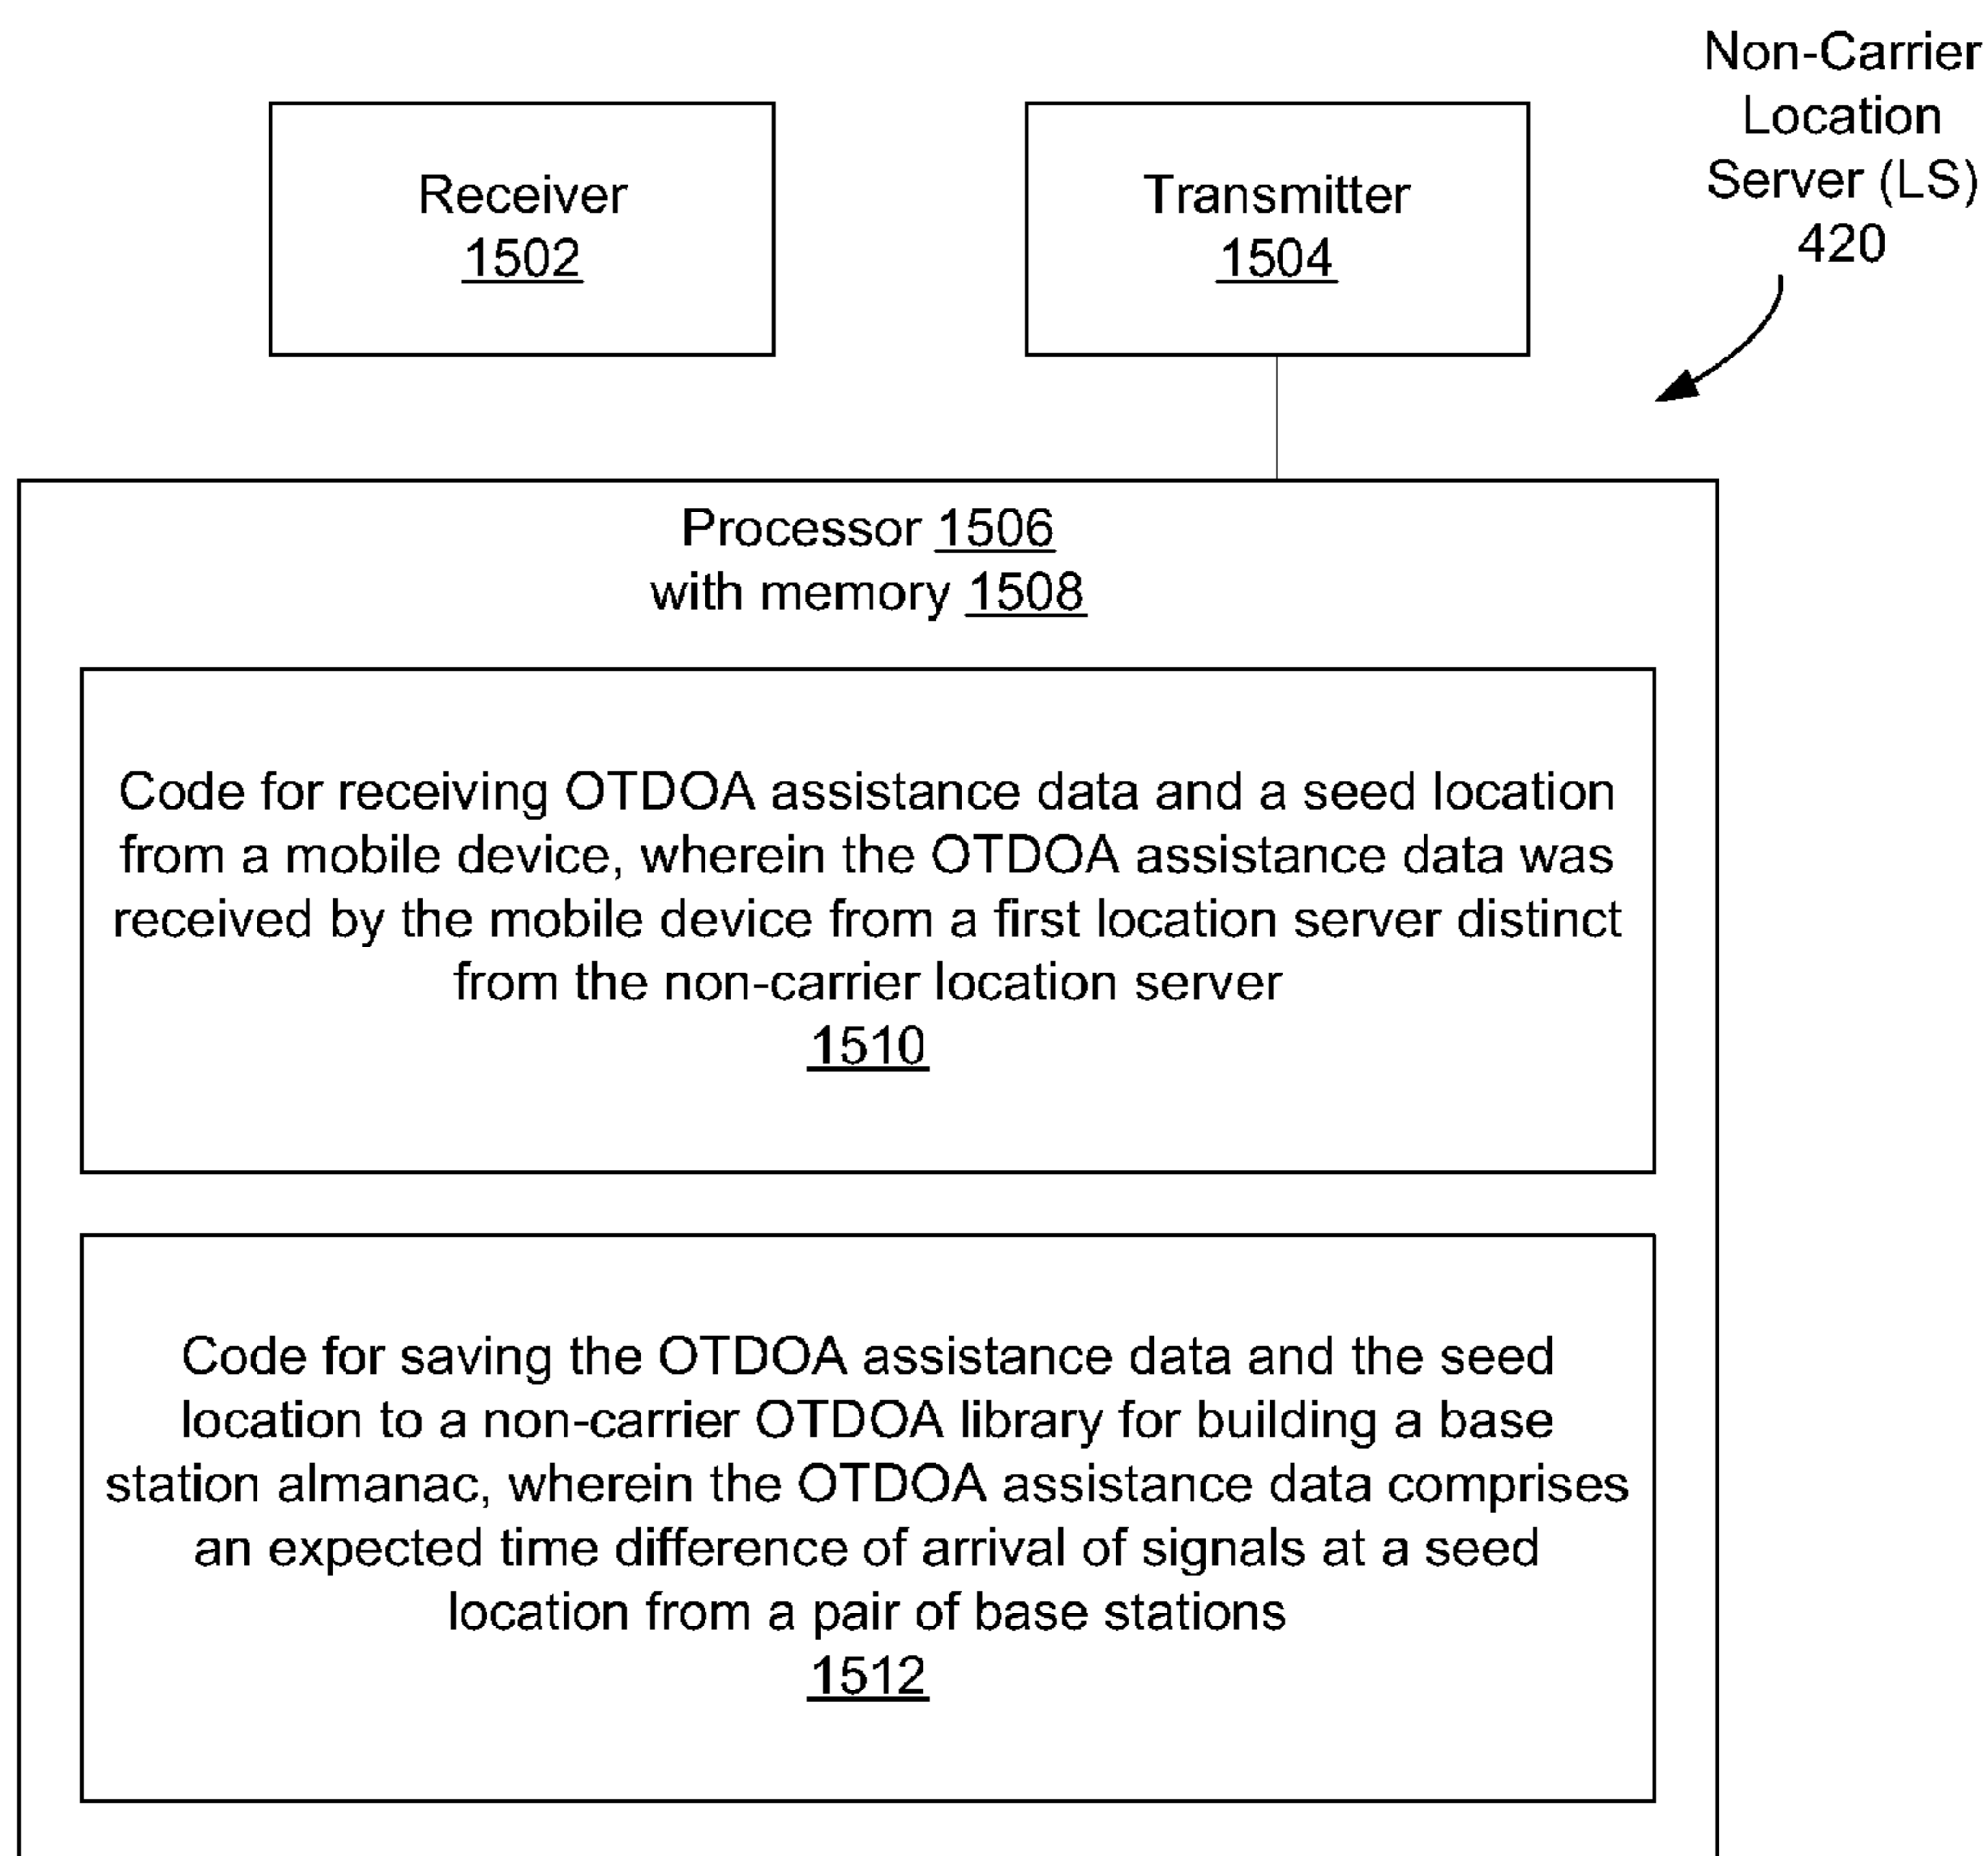 Non-Carrier
Location
Server (LS)
420
Receiver
1502
Transmitter
1504
Processor 1506
with memory 1508
Code for receiving OTDOA assistance data and a seed location
from a mobile device, wherein the OTDOA assistance data was
received by the mobile device from a first location server distinct
from the non-carrier location server
1510
Code for saving the OTDOA assistance data and the seed
location to a non-carrier OTDOA library for building a base
station almanac, wherein the OTDOA assistance data comprises
an expected time difference of arrival of signals at a seed
location from a pair of base stations
1512